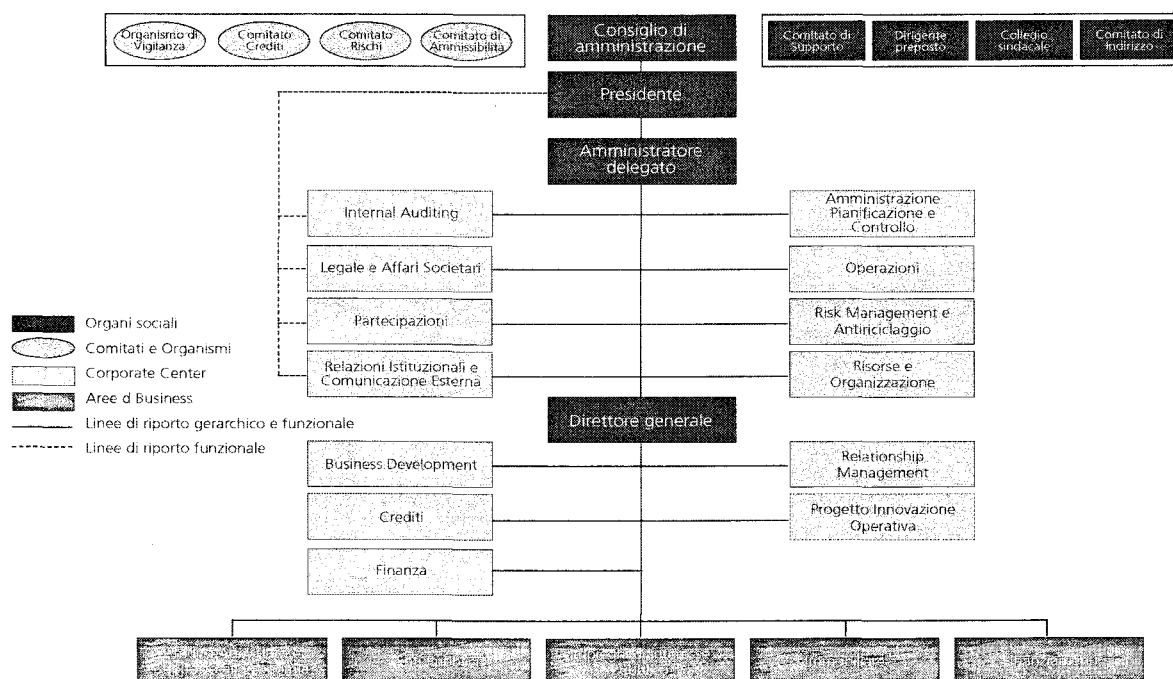 Organismo di
Vigilanza
Comitato
Crediti
Comitato
Rischi
Comitato di
Ammissibilità
Consiglio di
amministrazione
Comitato di
Supporto
Dirigente
preposto
Collegio
sindacale
Comitato di
Indirizzo
Presidente
Amministratore
delegato
Internal Auditing
Amministrazione
Pianificazione e
Controllo
Legale e Affari Societari
Operazioni
Partecipazioni
Risk Management e
Antiriciclaggio
Relazioni Istituzionali e
Comunicazione Esterna
Risorse e
Organizzazione
Organi sociali
Comitati e Organismi
Corporate Center
Aree d Business
Linee di riporto gerarchico e funzionale
Linee di riporto funzionale
Direttore generale
Business Development
Relationship
Management
Crediti
Progetto Innovazione
Operativa
Finanza